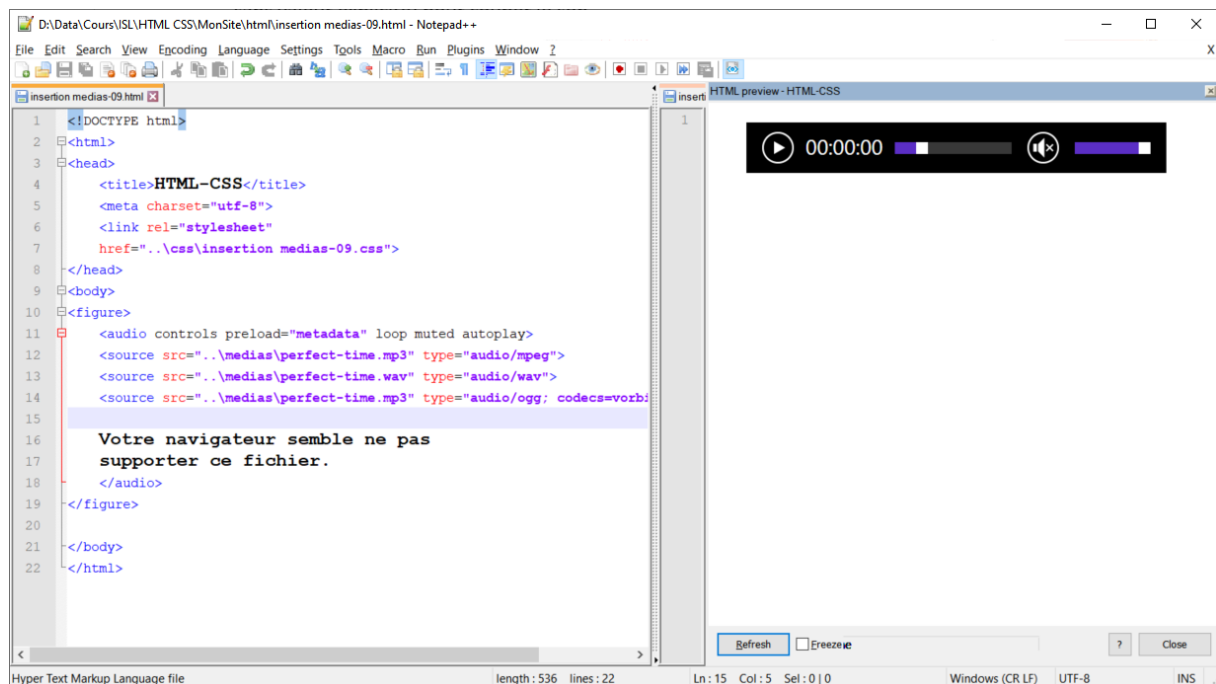 D:\Data\Cours\ISL\HTML CSS\MonSite\html\insertion medias-09.html - Notepad++
File Edit Search View Encoding Language Settings Tools Macro Run Plugins Window ? X
insertion medias-09.html
inserti
HTML preview - HTML-CSS
1 <!DOCTYPE html>
2 <html>
3 <head>
4 <title>HTML-CSS</title>
5 <meta charset="utf-8">
6 <link rel="stylesheet"
7 href="..\css\insertion medias-09.css">
8 </head>
9 <body>
10 <figure>
11 <audio controls preload="metadata" loop muted autoplay>
12 <source src="..\medias\perfect-time.mp3" type="audio/mpeg">
13 <source src="..\medias\perfect-time.wav" type="audio/wav">
14 <source src="..\medias\perfect-time.mp3" type="audio/ogg; codecs=vorbi
15
16 Votre navigateur semble ne pas
17 supporter ce fichier.
18 </audio>
19 </figure>
20
21 </body>
22 </html>
1
00:00:00
Refresh Freeze ? Close
Hyper Text Markup Language file length : 536 lines : 22 Ln : 15 Col : 5 Sel : 0 | 0 Windows (CR LF) UTF-8 INS